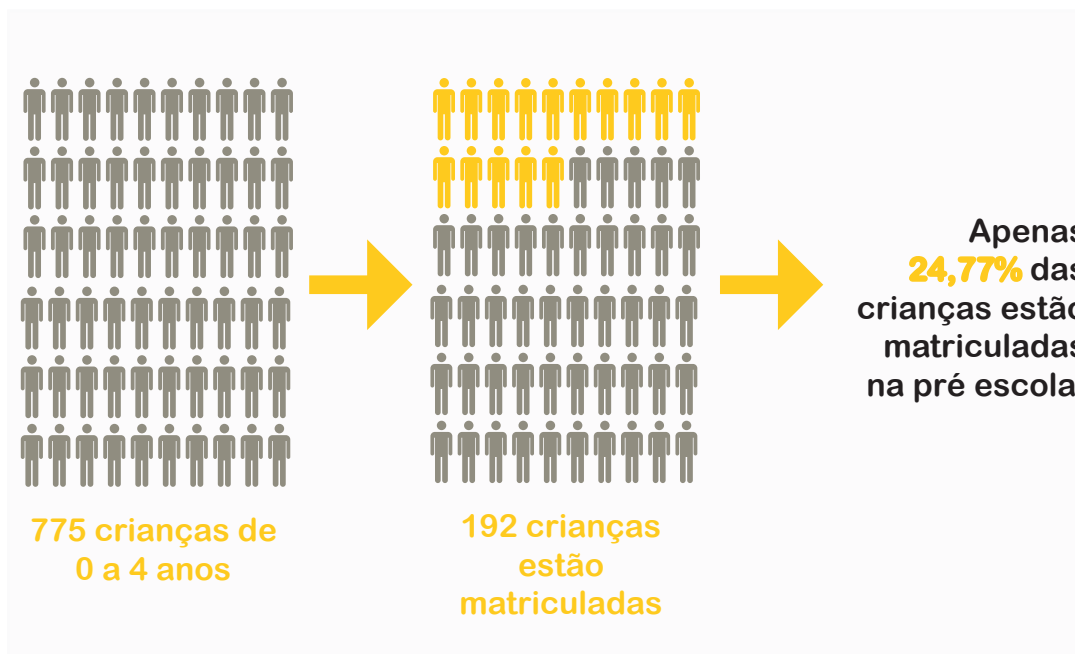 775 crianças de
0 a 4 anos
192 crianças
estão
matriculadas
Apenas
24,77% das
crianças estão
matriculadas
na pré escola